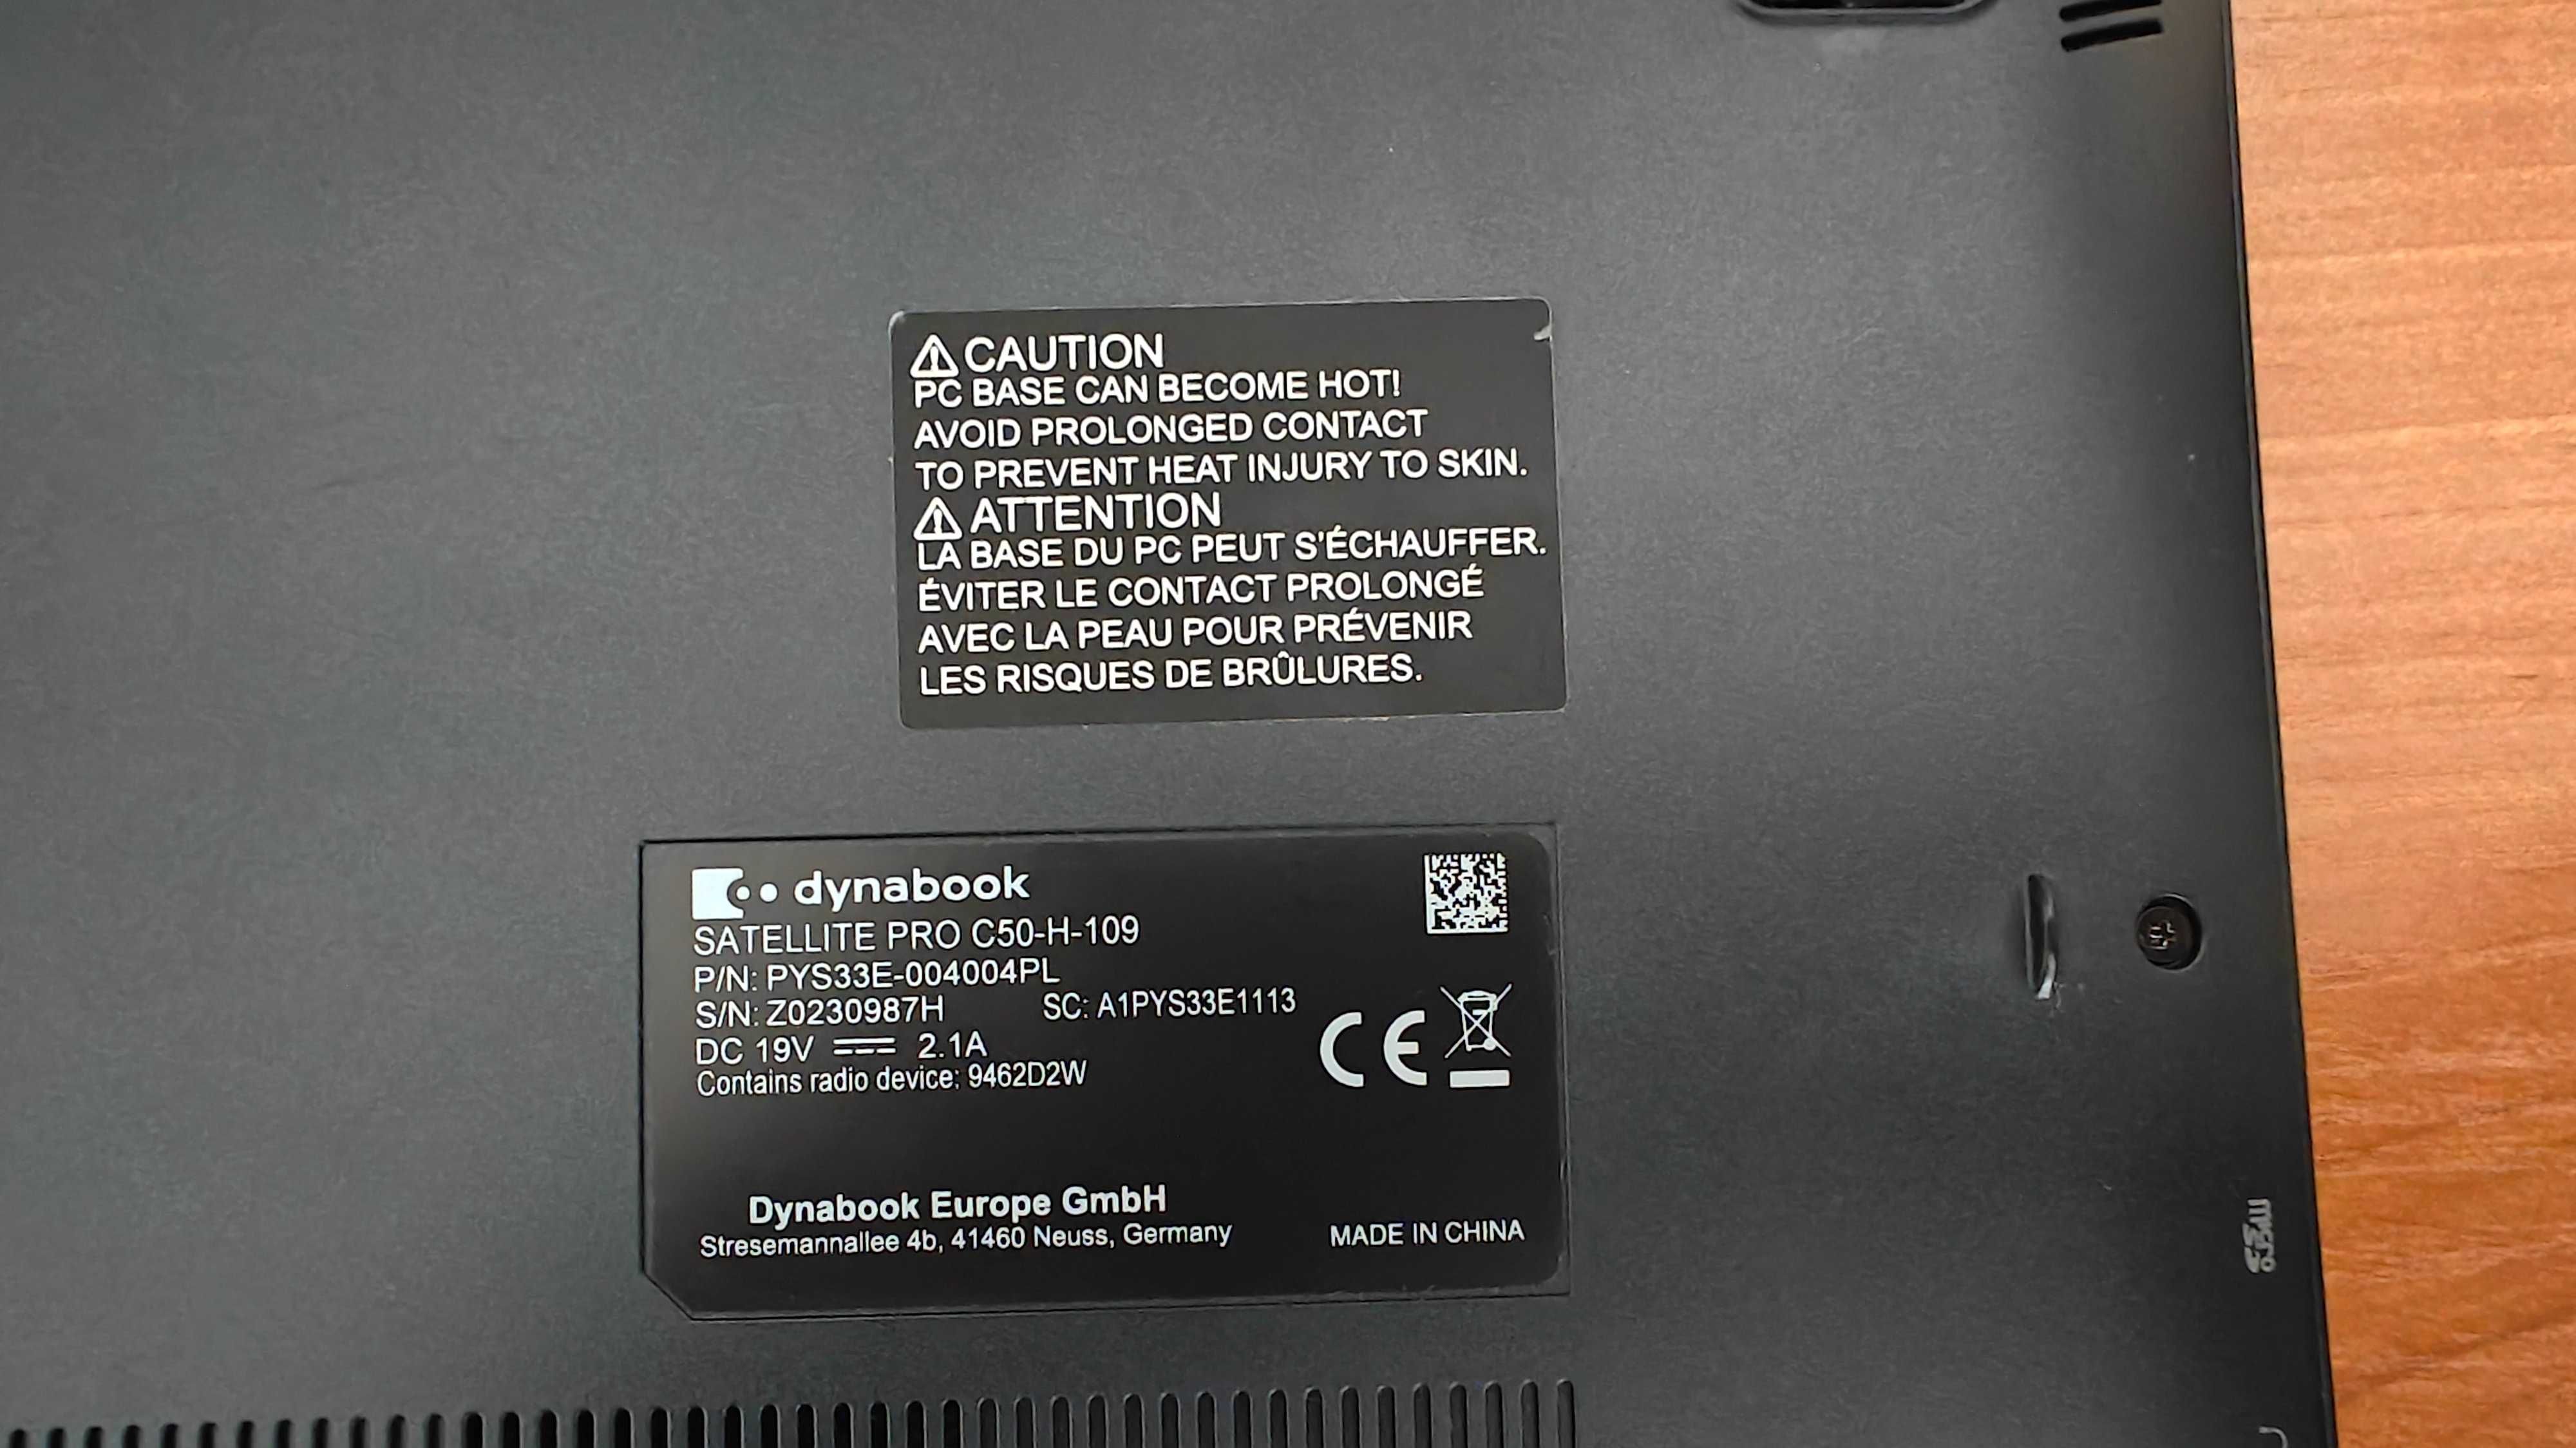 CAUTION
PC BASE CAN BECOME HOT!
AVOID PROLONGED CONTACT
TO PREVENT HEAT INJURY TO SKIN.
ATTENTION
LA BASE DU PC PEUT S'ÉCHAUFFER.
ÉVITER LE CONTACT PROLONGÉ
AVEC LA PEAU POUR PRÉVENIR
LES RISQUES DE BRÛLURES.
dynabook
SATELLITE PRO C50-H-109
P/N: PYS33E-004004PL
S/N: Z0230987H SC: A1PYS33E1113
DC 19V 2.1A
Contains radio device: 9462D2W
CE
Dynabook Europe GmbH
Stresemannallee 4b, 41460 Neuss, Germany MADE IN CHINA
micro